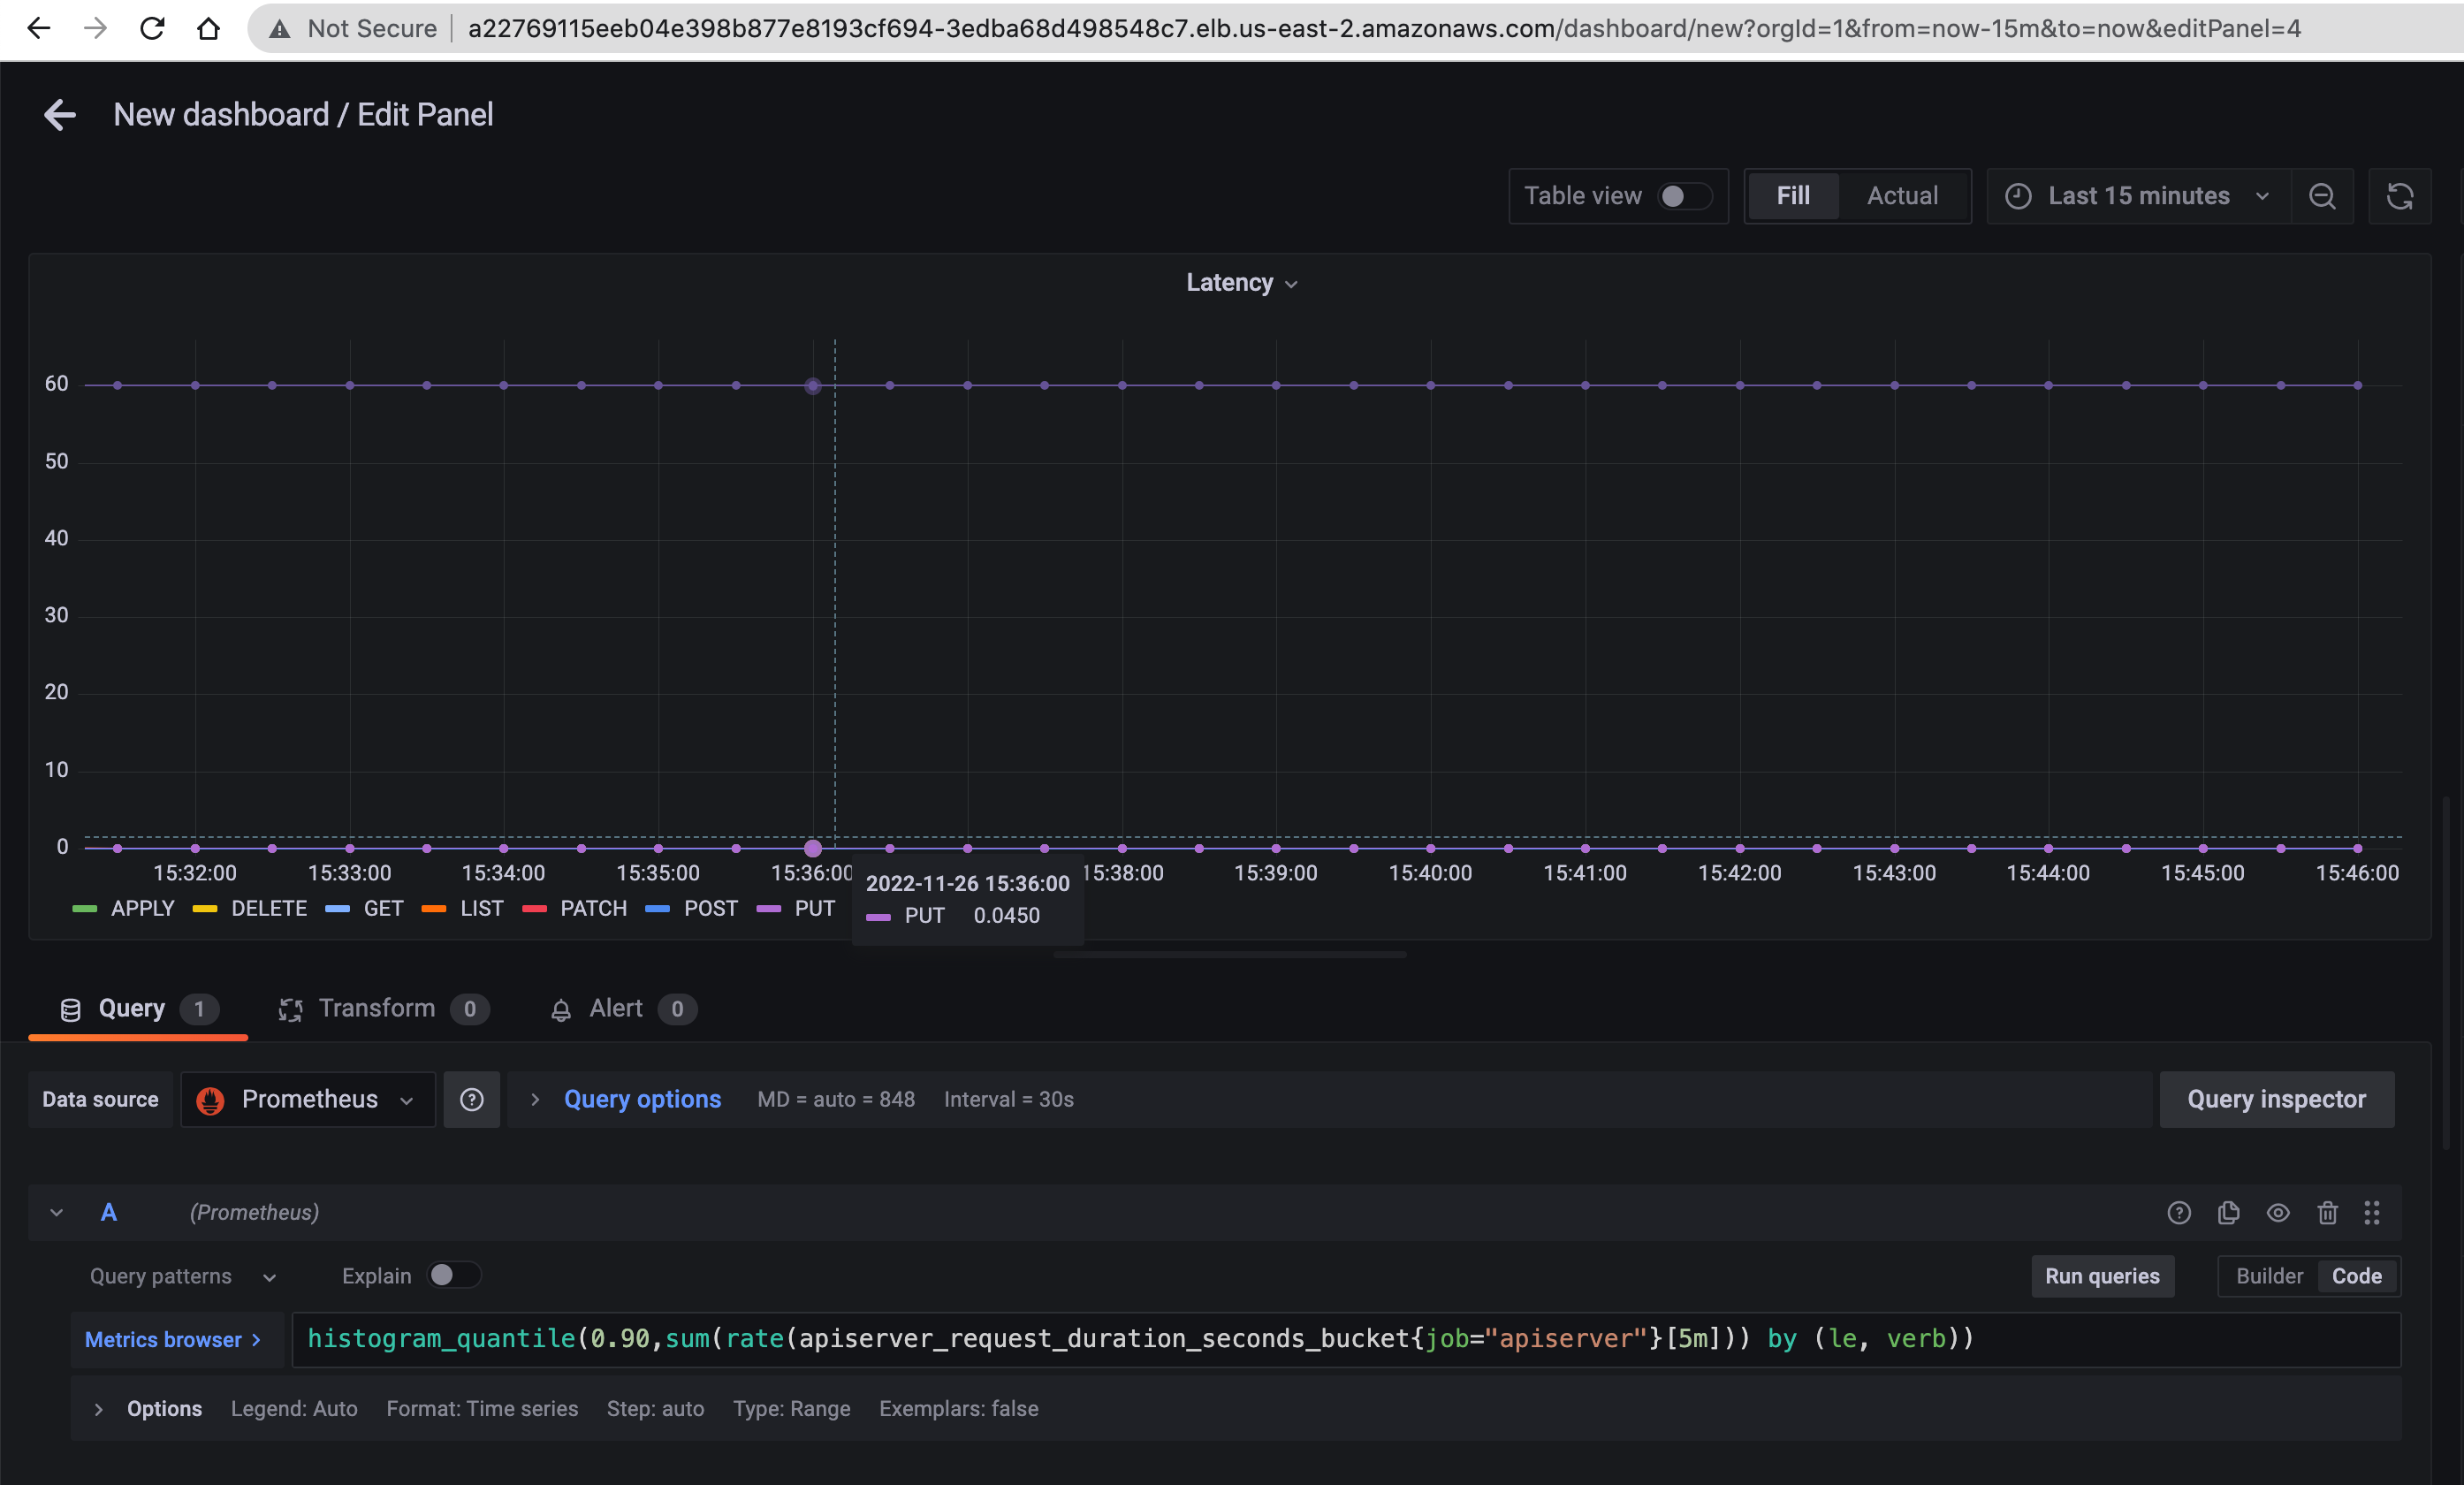 Not Secure a22769115eeb04e398b877e8193cf694-3edba68d498548c7.elb.us-east-2.amazonaws.com/dashboard/new?orgId=1&from=now-15m&to=now&editPanel=4
New dashboard / Edit Panel
Table view Fill Actual Last 15 minutes
Latency
60
50
40
30
20
10
0
15:32:00 15:33:00 15:34:00 15:35:00 15:36:00 15:38:00 15:39:00 15:40:00 15:41:00 15:42:00 15:43:00 15:44:00 15:45:00 15:46:00
2022-11-26 15:36:00
APPLY DELETE GET LIST PATCH POST PUT
PUT 0.0450
Query 1 Transform 0 Alert 0
Data source Prometheus Query options MD = auto = 848 Interval = 30s Query inspector
A (Prometheus)
Query patterns Explain Run queries Builder Code
Metrics browser > histogram_quantile(0.90,sum(rate(apiserver_request_duration_seconds_bucket{job="apiserver"}[5m])) by (le, verb))
Options Legend: Auto Format: Time series Step: auto Type: Range Exemplars: false